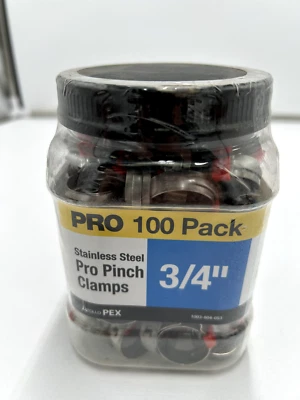 PRO 100 Pack
Stainless Steel
Pro Pinch
Clamps
3/4"
PEX